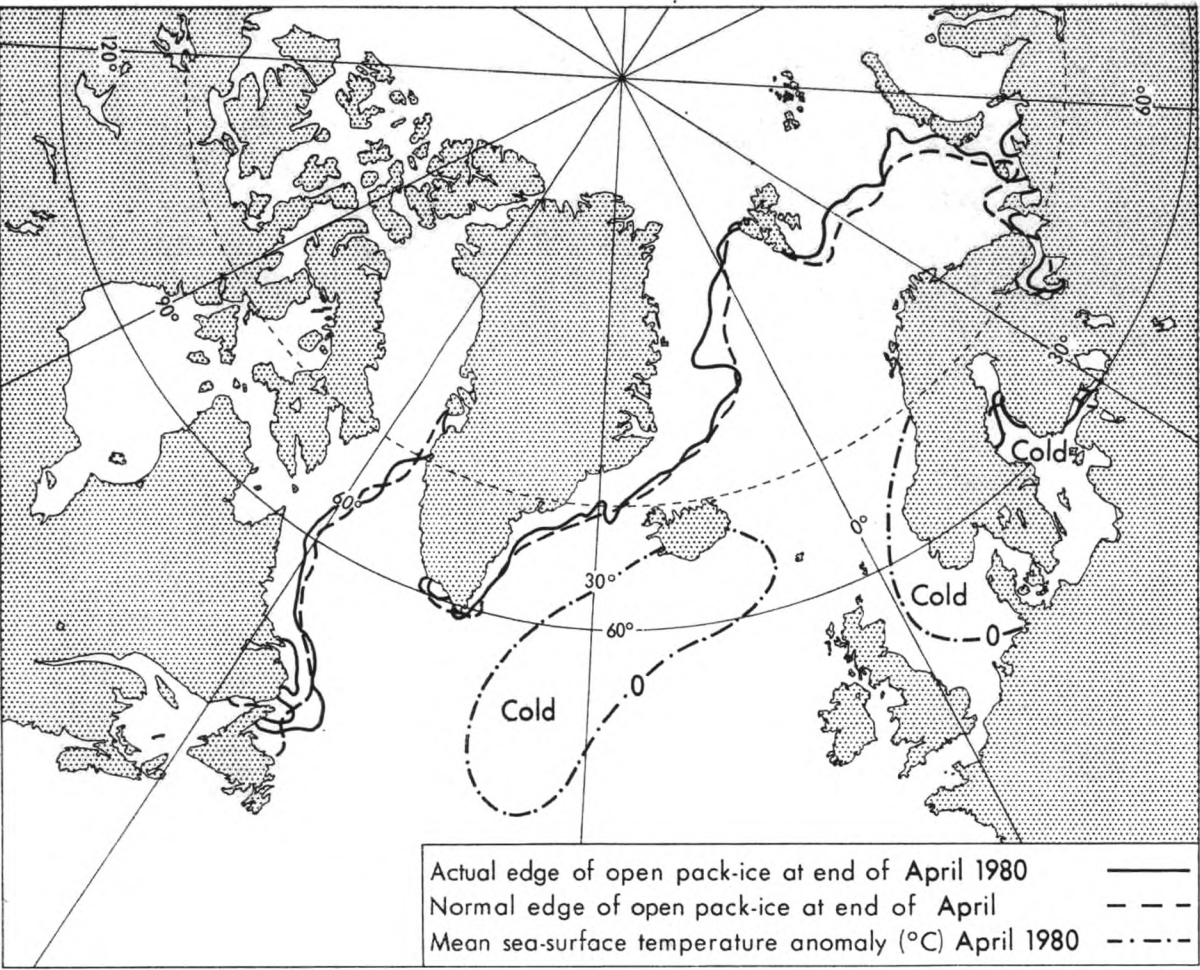 120°
60°
90°
30°
60°
0°
Cold
30°
60°
Cold
0
0
Cold
Actual edge of open pack-ice at end of April 1980
Normal edge of open pack-ice at end of April
Mean sea-surface temperature anomaly (°C) April 1980